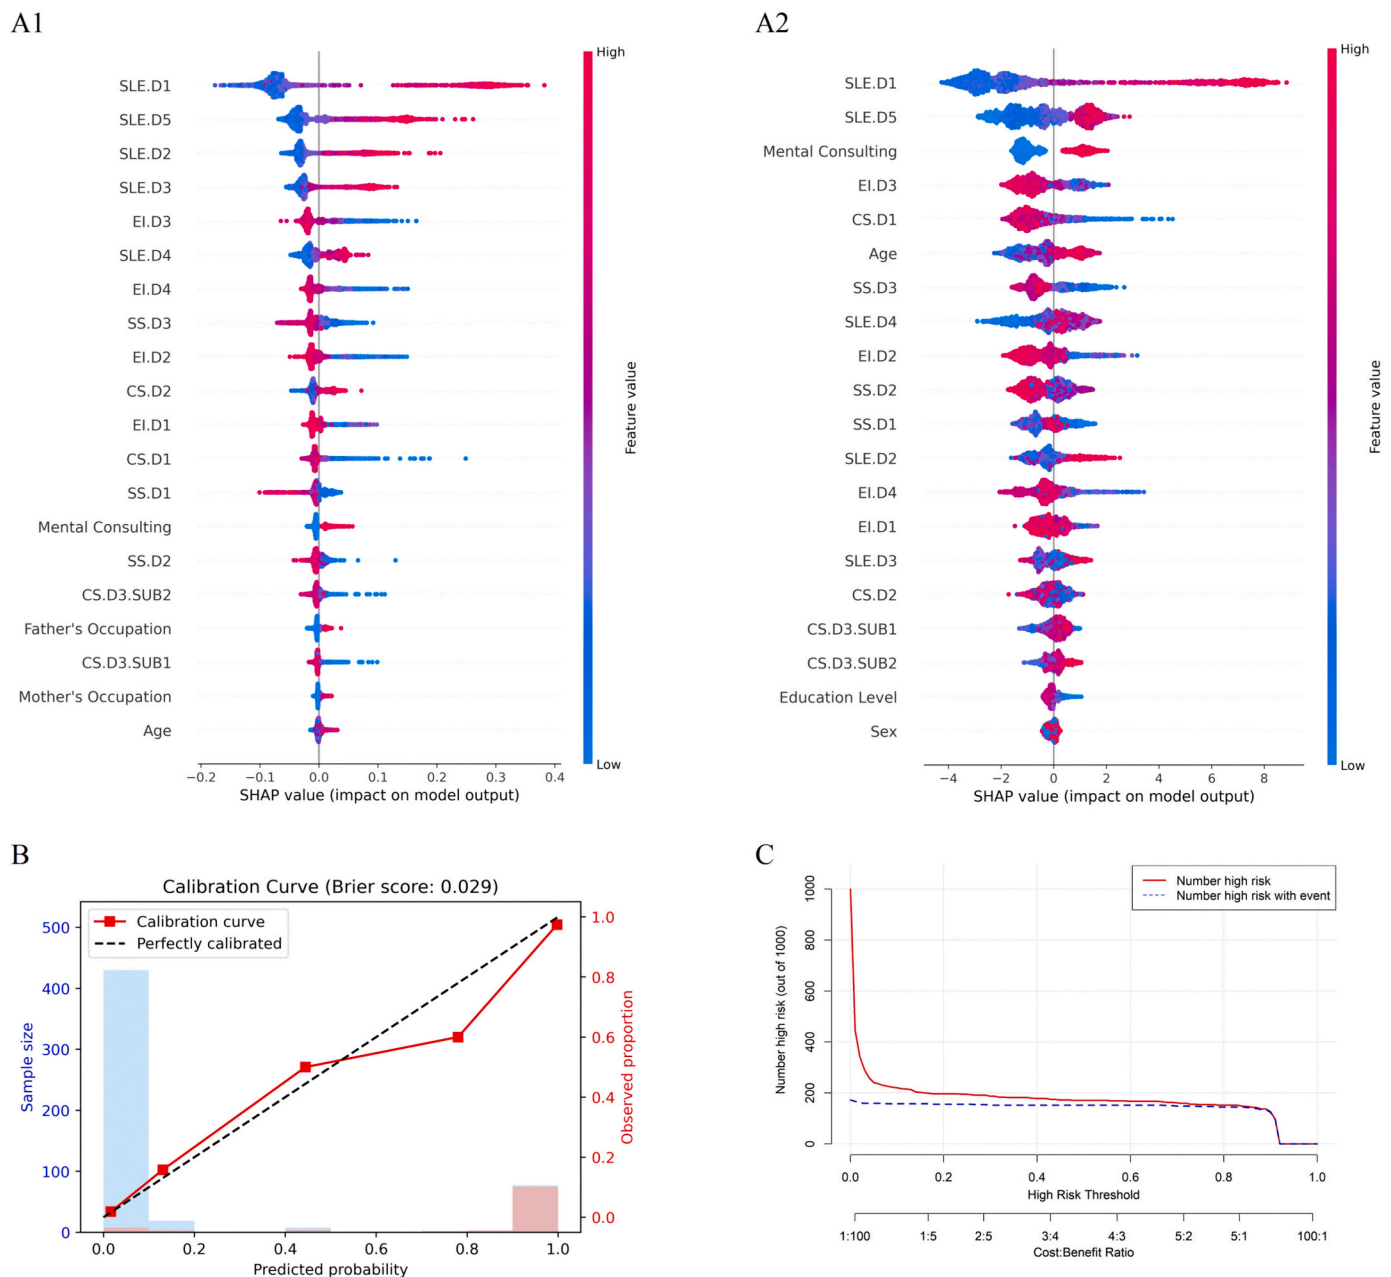 A1
High
SLE.D1
SLE.D5
SLE.D2
SLE.D3
EI.D3
SLE.D4
EI.D4
SS.D3
EI.D2
CS.D2
EI.D1
CS.D1
SS.D1
Mental Consulting
SS.D2
CS.D3.SUB2
Father's Occupation
CS.D3.SUB1
Mother's Occupation
Age
Low
Feature value
−0.2 −0.1 0.0 0.1 0.2 0.3 0.4
SHAP value (impact on model output)
A2
High
SLE.D1
SLE.D5
Mental Consulting
EI.D3
CS.D1
Age
SS.D3
SLE.D4
EI.D2
SS.D2
SS.D1
SLE.D2
EI.D4
EI.D1
SLE.D3
CS.D2
CS.D3.SUB1
CS.D3.SUB2
Education Level
Sex
Low
Feature value
−4 −2 0 2 4 6 8
SHAP value (impact on model output)
B
Calibration Curve (Brier score: 0.029)
Calibration curve
Perfectly calibrated
500
400
300
200
100
0
Sample size
1.0
0.8
0.6
0.4
0.2
0.0
Observed proportion
0.0 0.2 0.4 0.6 0.8 1.0
Predicted probability
C
Number high risk
Number high risk with event
1000
800
600
400
200
0
Number high risk (out of 1000)
0.0 0.2 0.4 0.6 0.8 1.0
High Risk Threshold
1:100 1:5 2:5 3:4 4:3 5:2 5:1 100:1
Cost:Benefit Ratio